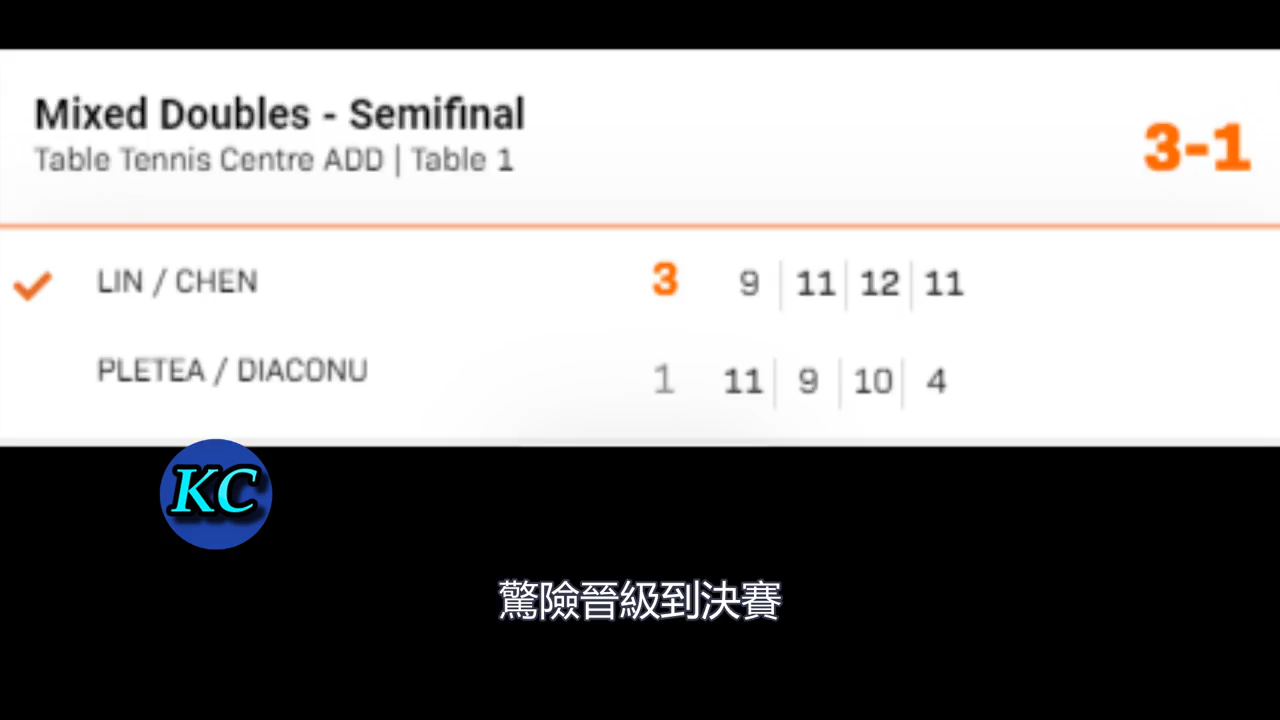 Mixed Doubles - Semifinal
Table Tennis Centre ADD | Table 1
3-1
LIN / CHEN 3 9 11 12 11
PLETEA / DIACONU 1 11 9 10 4
KC
驚險晉級到決賽